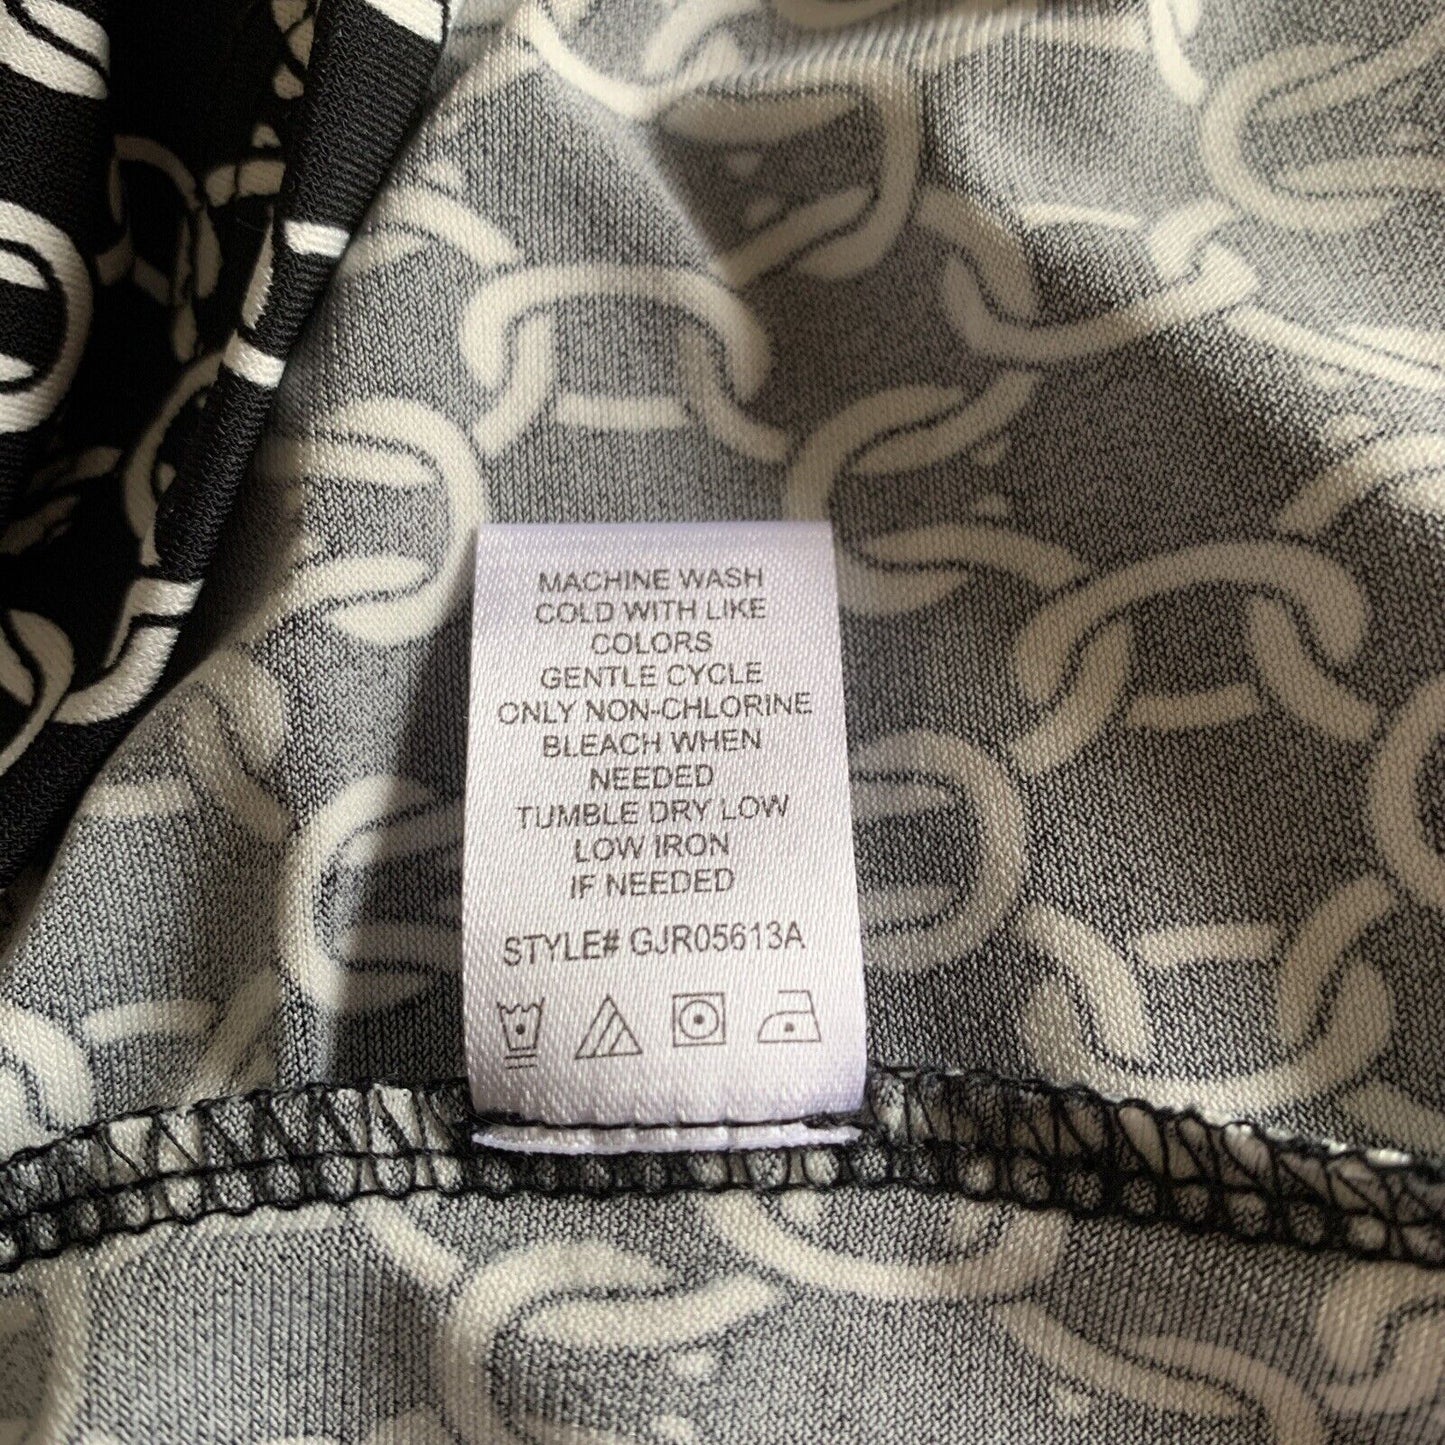 MACHINE WASH
COLD WITH LIKE
COLORS
GENTLE CYCLE
ONLY NON-CHLORINE
BLEACH WHEN
NEEDED
TUMBLE DRY LOW
LOW IRON
IF NEEDED
STYLE# GJR05613A